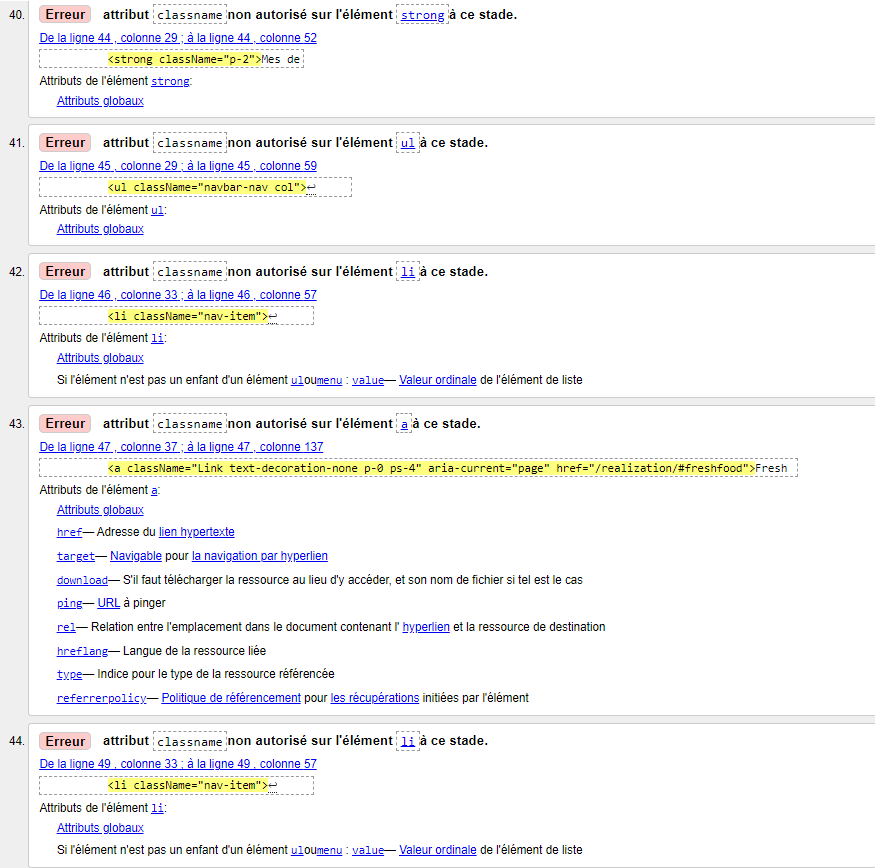 40. Erreur attribut classname non autorisé sur l'élément strong à ce stade.
De la ligne 44 , colonne 29 ; à la ligne 44 , colonne 52
<strong className="p-2">Mes de
Attributs de l'élément strong:
Attributs globaux
41. Erreur attribut classname non autorisé sur l'élément ul à ce stade.
De la ligne 45 , colonne 29 ; à la ligne 45 , colonne 59
<ul className="navbar-nav col">↩
Attributs de l'élément ul:
Attributs globaux
42. Erreur attribut classname non autorisé sur l'élément li à ce stade.
De la ligne 46 , colonne 33 ; à la ligne 46 , colonne 57
<li className="nav-item">↩
Attributs de l'élément li:
Attributs globaux
Si l'élément n'est pas un enfant d'un élément uloumenu : value— Valeur ordinale de l'élément de liste
43. Erreur attribut classname non autorisé sur l'élément a à ce stade.
De la ligne 47 , colonne 37 ; à la ligne 47 , colonne 137
<a className="Link text-decoration-none p-0 ps-4" aria-current="page" href="/realization/#freshfood">Fresh
Attributs de l'élément a:
Attributs globaux
href— Adresse du lien hypertexte
target— Navigable pour la navigation par hyperlien
download— S'il faut télécharger la ressource au lieu d'y accéder, et son nom de fichier si tel est le cas
ping— URL à pinger
rel— Relation entre l'emplacement dans le document contenant l' hyperlien et la ressource de destination
hreflang— Langue de la ressource liée
type— Indice pour le type de la ressource référencée
referrerpolicy— Politique de référencement pour les récupérations initiées par l'élément
44. Erreur attribut classname non autorisé sur l'élément li à ce stade.
De la ligne 49 , colonne 33 ; à la ligne 49 , colonne 57
<li className="nav-item">↩
Attributs de l'élément li:
Attributs globaux
Si l'élément n'est pas un enfant d'un élément uloumenu : value— Valeur ordinale de l'élément de liste